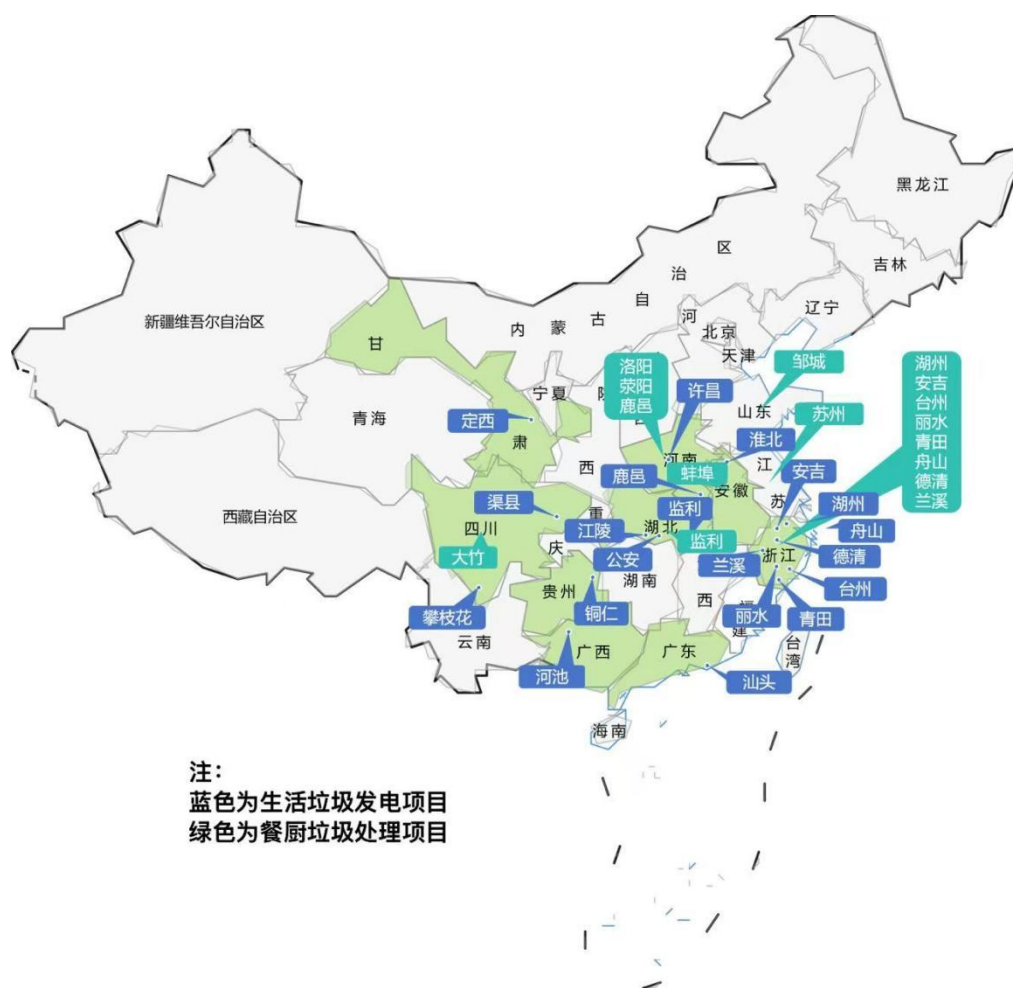 黑龙江
吉林
辽宁
内蒙古自治区
新疆维吾尔自治区
甘
肃
宁夏
青海
西藏自治区
河
北京
天津
山东
西
江
苏
河南
安徽
四川
重
庆
湖北
湖南
贵州
云南
广西
广东
西
浙江
福
建
台
湾
海南
洛阳
荥阳
鹿邑
许昌
邹城
苏州
湖州
安吉
台州
丽水
青田
舟山
德清
兰溪
定西
淮北
蚌埠
鹿邑
安吉
渠县
监利
湖州
舟山
江陵
大竹
监利
公安
兰溪
德清
台州
攀枝花
铜仁
丽水
青田
河池
汕头
注：
蓝色为生活垃圾发电项目
绿色为餐厨垃圾处理项目